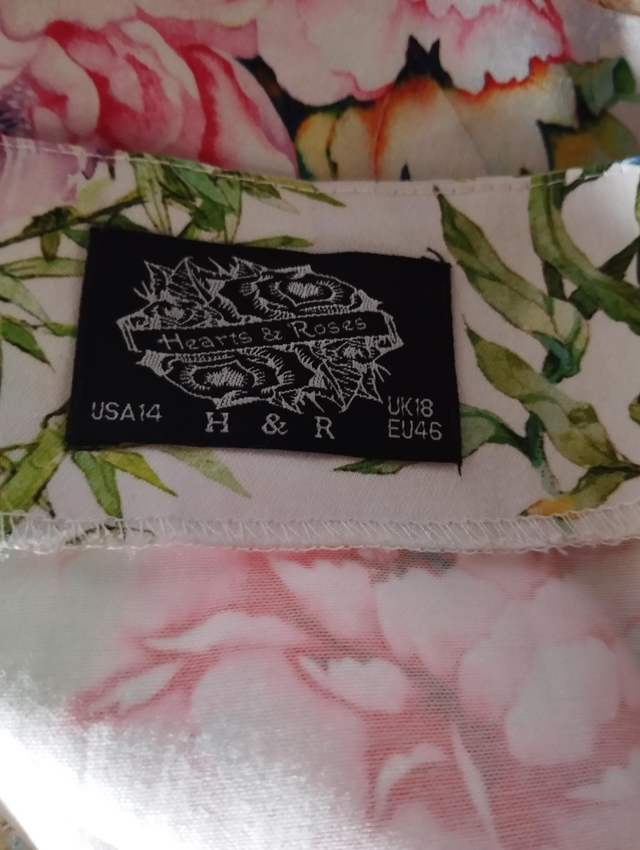 Hearts & Roses
USA14
H & R
UK18
EU46